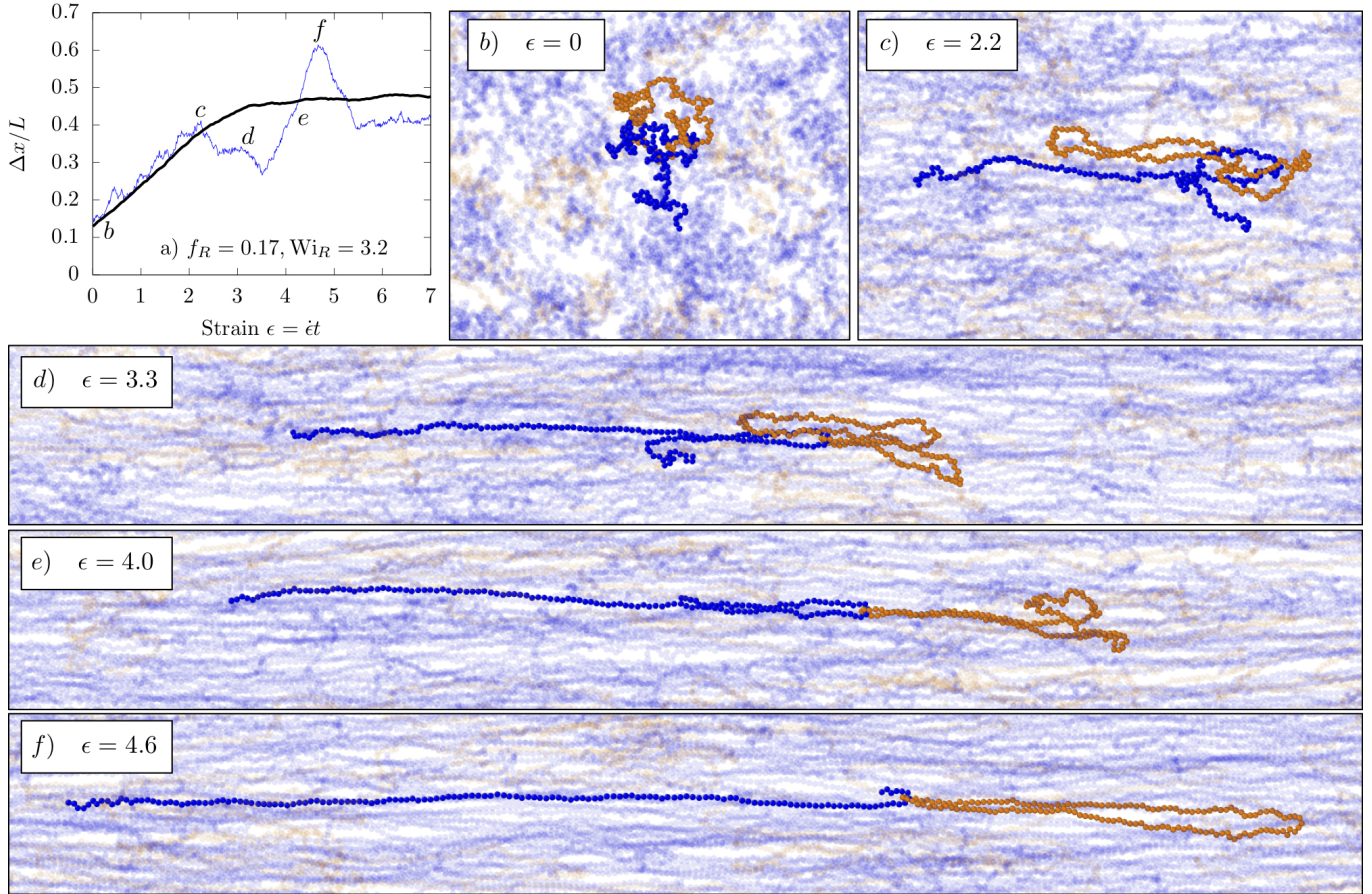 0.7
0.6
0.5
0.4
0.3
0.2
0.1
0
Δx/L
b
c
d
e
f
a) f_R = 0.17, Wi_R = 3.2
0 1 2 3 4 5 6 7
Strain ϵ = ϵ̇t
b) ϵ = 0
c) ϵ = 2.2
d) ϵ = 3.3
e) ϵ = 4.0
f) ϵ = 4.6